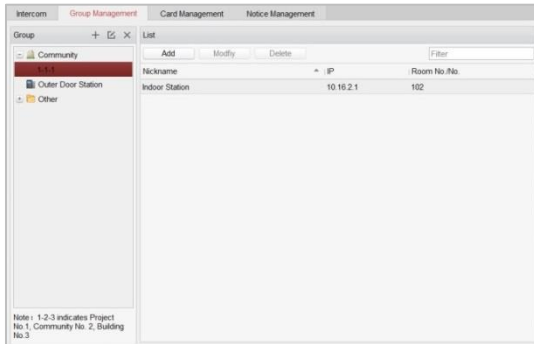 Intercom Group Management Card Management Notice Management
Group List
Community
1-1-1
Outer Door Station
Other
Add Modfiy Delete Filter
Nickname IP Room No./No.
Indoor Station 10.16.2.1 102
Note: 1-2-3 indicates Project
No.1, Community No. 2, Building
No.3